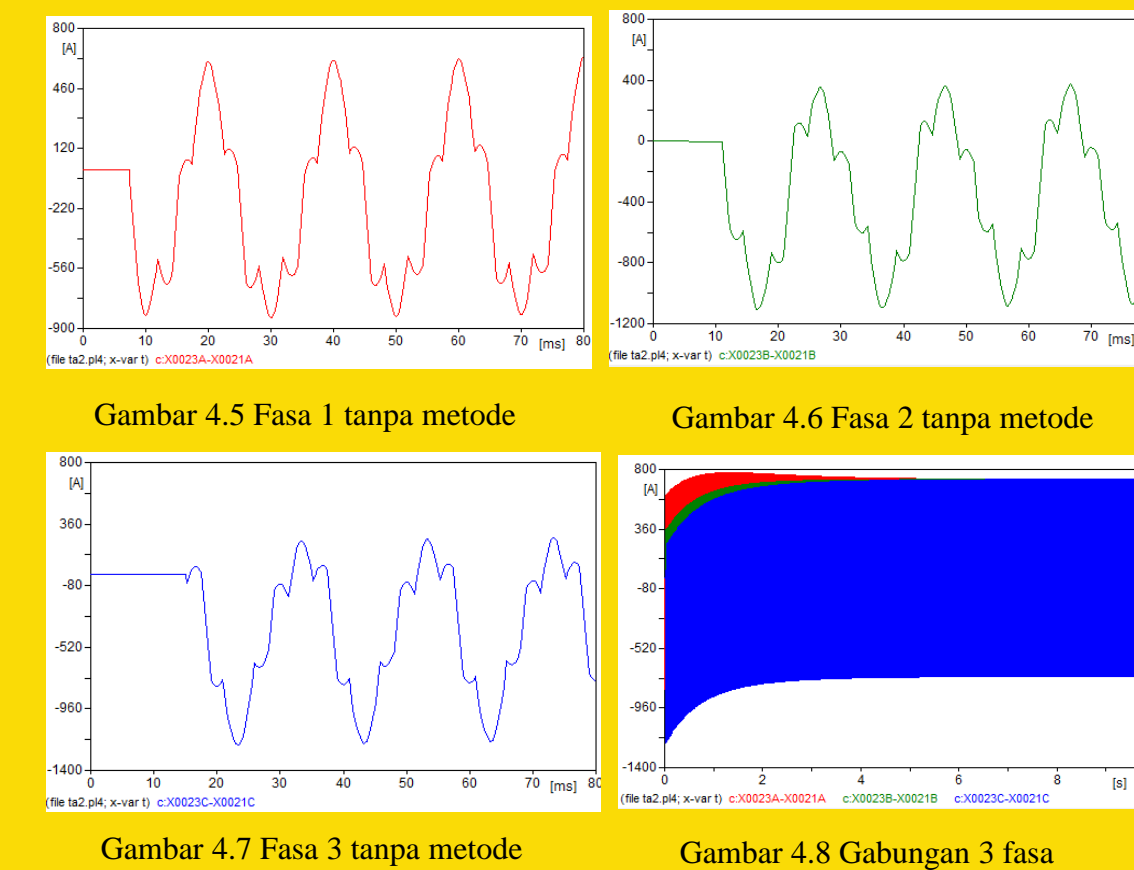 800
[A]
460
120
-220
-560
-900
0 10 20 30 40 50 60 70 [ms] 80
(file ta2.pl4; x-var t) c:X0023A-X0021A
Gambar 4.5 Fasa 1 tanpa metode
800
[A]
400
0
-400
-800
-1200
0 10 20 30 40 50 60 70 [ms]
(file ta2.pl4; x-var t) c:X0023B-X0021B
Gambar 4.6 Fasa 2 tanpa metode
800
[A]
360
-80
-520
-960
-1400
0 10 20 30 40 50 60 70 [ms] 80
(file ta2.pl4; x-var t) c:X0023C-X0021C
Gambar 4.7 Fasa 3 tanpa metode
800
[A]
360
-80
-520
-960
-1400
0 2 4 6 8 [s]
(file ta2.pl4; x-var t) c:X0023A-X0021A c:X0023B-X0021B c:X0023C-X0021C
Gambar 4.8 Gabungan 3 fasa